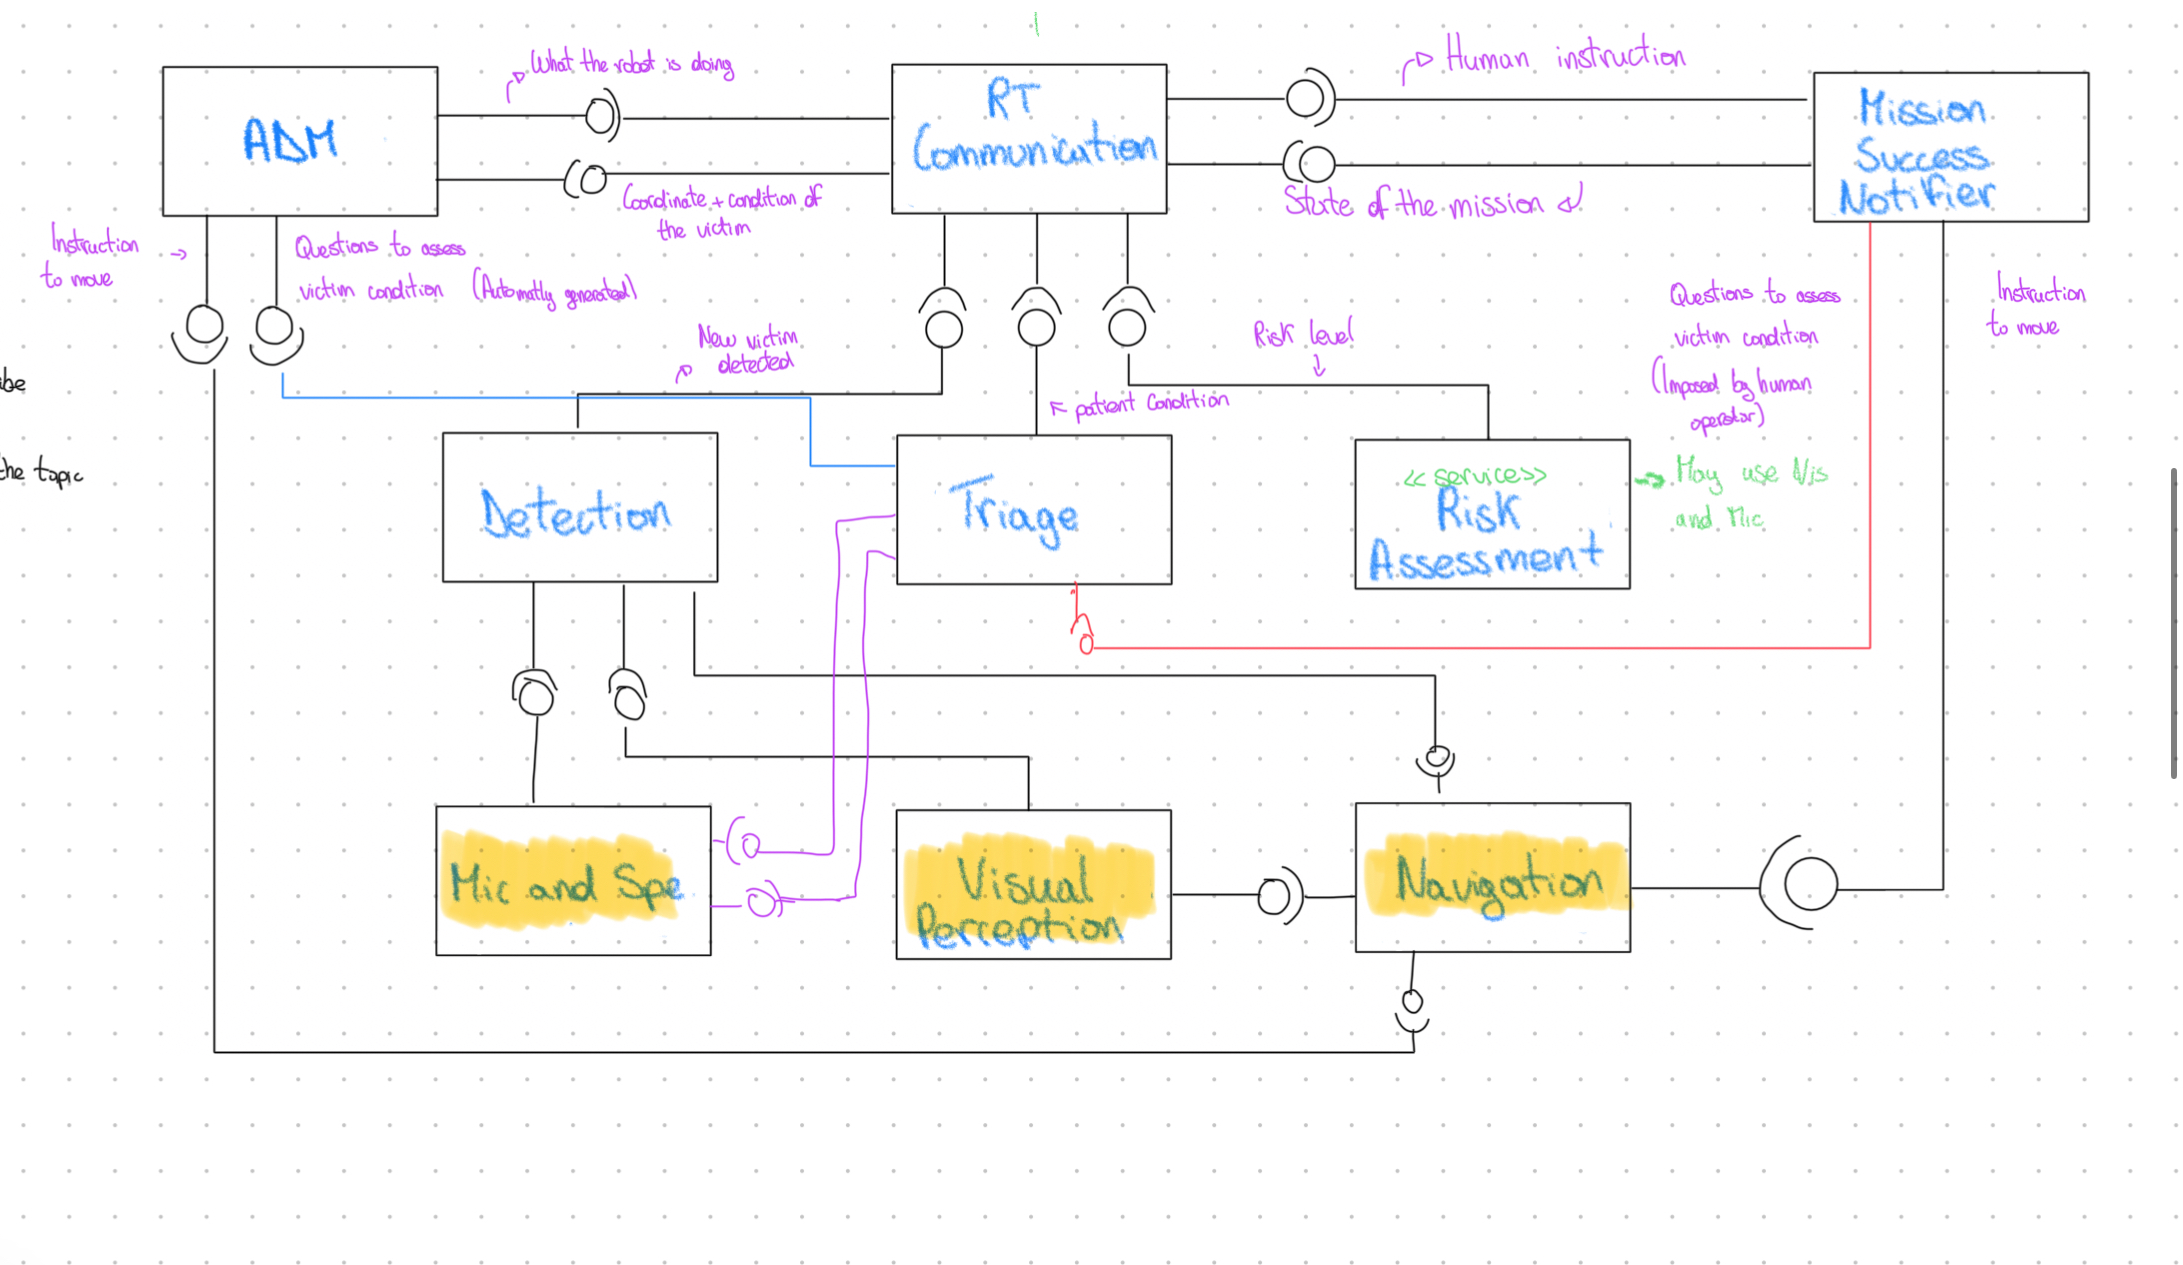 What the robot is doing
Human instruction
ADM
RT
Communication
Mission
Success
Notifier
Coordinate + condition of
the victim
State of the mission
Instruction
to move
Questions to assess
victim condition (Automatly generated)
New victim
detected
Risk level
patient Condition
Questions to assess
victim condition
(Imposed by human
operator)
Instruction
to move
ibe
the topic
Detection
Triage
<< service>>
Risk
Assessment
May use Vis
and Mic
Mic and Spe
Visual
Perception
Navigation